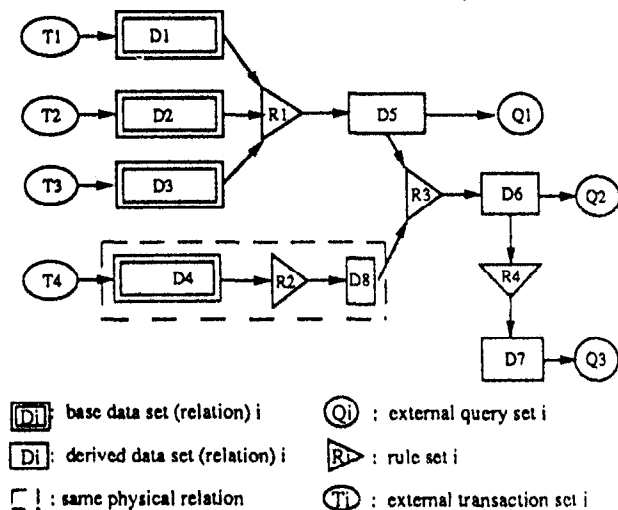 T1 D1
T2 D2 R1 D5 Q1
T3 D3
R3 D6 Q2
T4 D4 R2 D8
R4
D7 Q3
Di : base data set (relation) i
Qi : external query set i
Di : derived data set (relation) i
Ri : rule set i
: same physical relation
Ti : external transaction set i